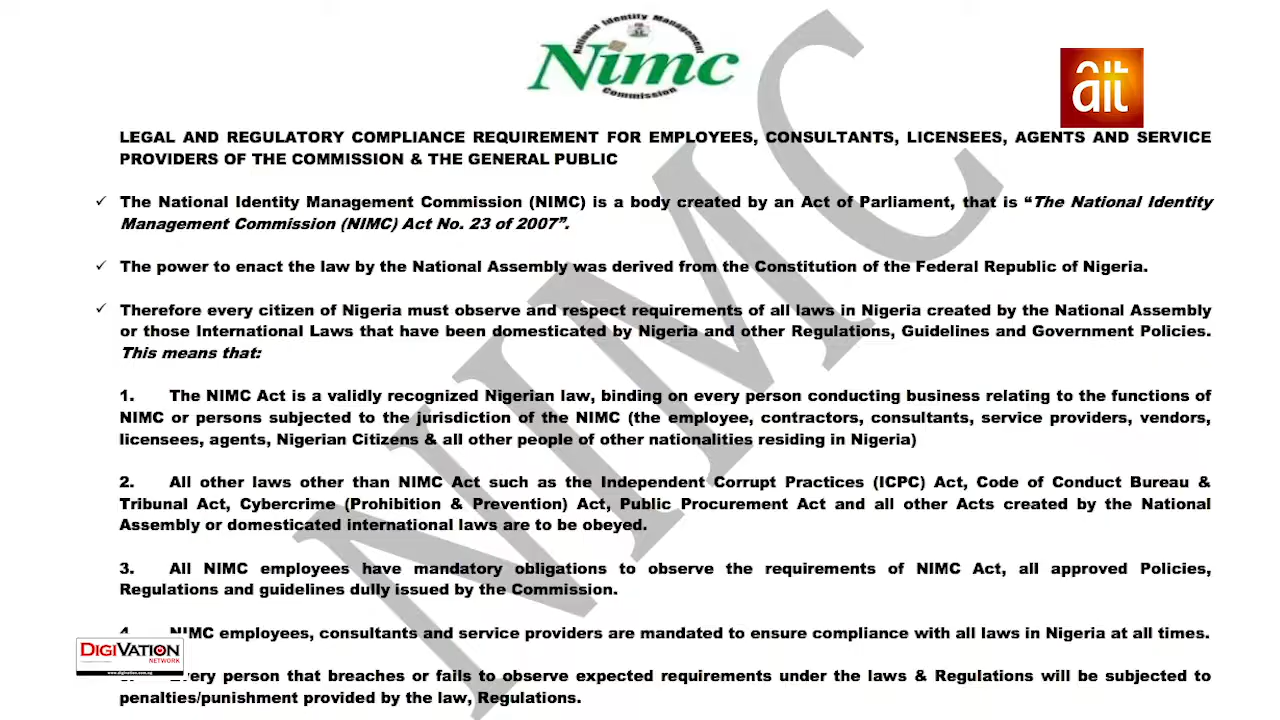 National Identity Management
Nimc
Commission
ait
LEGAL AND REGULATORY COMPLIANCE REQUIREMENT FOR EMPLOYEES, CONSULTANTS, LICENSEES, AGENTS AND SERVICE
PROVIDERS OF THE COMMISSION & THE GENERAL PUBLIC
✓ The National Identity Management Commission (NIMC) is a body created by an Act of Parliament, that is “The National Identity
Management Commission (NIMC) Act No. 23 of 2007”.
✓ The power to enact the law by the National Assembly was derived from the Constitution of the Federal Republic of Nigeria.
✓ Therefore every citizen of Nigeria must observe and respect requirements of all laws in Nigeria created by the National Assembly
or those International Laws that have been domesticated by Nigeria and other Regulations, Guidelines and Government Policies.
This means that:
1. The NIMC Act is a validly recognized Nigerian law, binding on every person conducting business relating to the functions of
NIMC or persons subjected to the jurisdiction of the NIMC (the employee, contractors, consultants, service providers, vendors,
licensees, agents, Nigerian Citizens & all other people of other nationalities residing in Nigeria)
2. All other laws other than NIMC Act such as the Independent Corrupt Practices (ICPC) Act, Code of Conduct Bureau &
Tribunal Act, Cybercrime (Prohibition & Prevention) Act, Public Procurement Act and all other Acts created by the National
Assembly or domesticated international laws are to be obeyed.
3. All NIMC employees have mandatory obligations to observe the requirements of NIMC Act, all approved Policies,
Regulations and guidelines dully issued by the Commission.
4. NIMC employees, consultants and service providers are mandated to ensure compliance with all laws in Nigeria at all times.
every person that breaches or fails to observe expected requirements under the laws & Regulations will be subjected to
penalties/punishment provided by the law, Regulations.
NIMC
DIGIVATION
NETWORK
www.digivation.com.ng